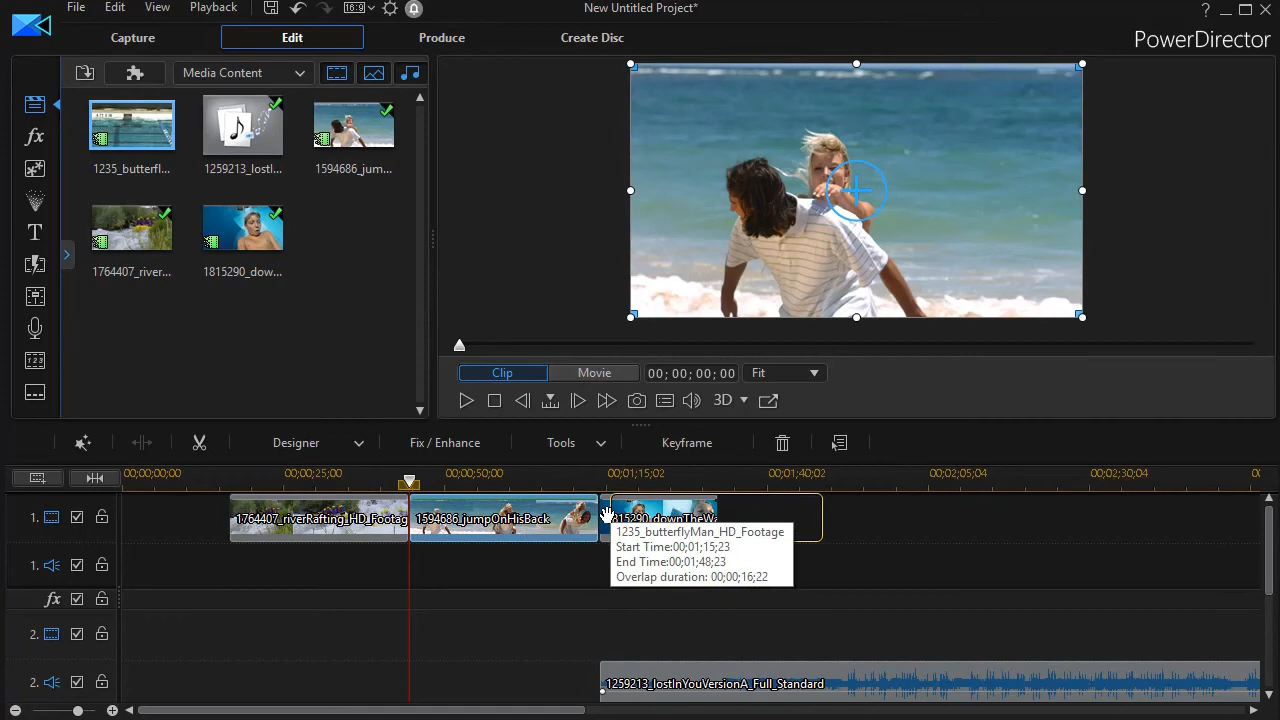 File Edit View Playback 16:9 New Untitled Project* ?
Capture Edit Produce Create Disc PowerDirector
Media Content
1235_butterfl... 1259213_lostl... 1594686_jum...
1764407_river... 1815290_dow...
fx
T
Clip Movie 00; 00; 00; 00 Fit
3D
Designer Fix / Enhance Tools Keyframe
00;00;00;00 00;00;25;00 00;00;50;00 00;01;15;02 00;01;40;02 00;02;05;04 00;02;30;04
1. 1764407_riverRafting_HD_Footag 1594686_jumpOnHisBack 815290_downTheWa
1235_butterflyMan_HD_Footage
Start Time:00;01;15;23
End Time:00;01;48;23
Overlap duration: 00;00;16;22
1.
fx
2.
2. 1259213_lostInYouVersionA_Full_Standard